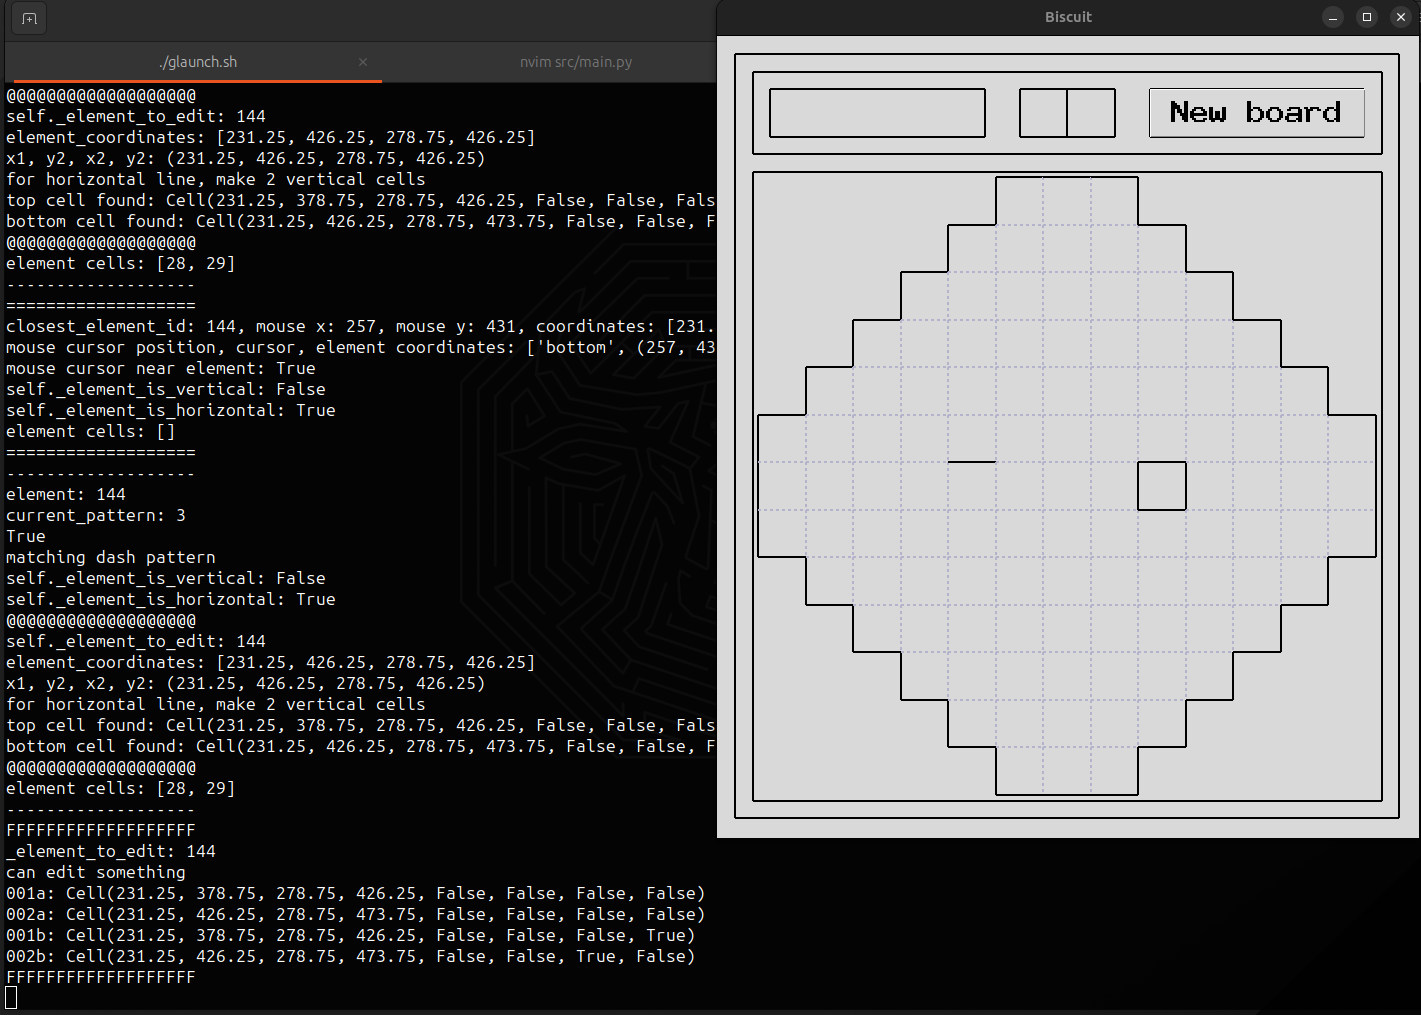 ./glaunch.sh
nvim src/main.py
@@@@@@@@@@@@@@@@@@@
self._element_to_edit: 144
element_coordinates: [231.25, 426.25, 278.75, 426.25]
x1, y2, x2, y2: (231.25, 426.25, 278.75, 426.25)
for horizontal line, make 2 vertical cells
top cell found: Cell(231.25, 378.75, 278.75, 426.25, False, False, Fals
bottom cell found: Cell(231.25, 426.25, 278.75, 473.75, False, False, F
@@@@@@@@@@@@@@@@@@@
element cells: [28, 29]
-------------------
===================
closest_element_id: 144, mouse x: 257, mouse y: 431, coordinates: [231.
mouse cursor position, cursor, element coordinates: ['bottom', (257, 43
mouse cursor near element: True
self._element_is_vertical: False
self._element_is_horizontal: True
element cells: []
===================
-------------------
element: 144
current_pattern: 3
True
matching dash pattern
self._element_is_vertical: False
self._element_is_horizontal: True
@@@@@@@@@@@@@@@@@@@
self._element_to_edit: 144
element_coordinates: [231.25, 426.25, 278.75, 426.25]
x1, y2, x2, y2: (231.25, 426.25, 278.75, 426.25)
for horizontal line, make 2 vertical cells
top cell found: Cell(231.25, 378.75, 278.75, 426.25, False, False, Fals
bottom cell found: Cell(231.25, 426.25, 278.75, 473.75, False, False, F
@@@@@@@@@@@@@@@@@@@
element cells: [28, 29]
-------------------
FFFFFFFFFFFFFFFFFFF
_element_to_edit: 144
can edit something
001a: Cell(231.25, 378.75, 278.75, 426.25, False, False, False, False)
002a: Cell(231.25, 426.25, 278.75, 473.75, False, False, False, False)
001b: Cell(231.25, 378.75, 278.75, 426.25, False, False, False, True)
002b: Cell(231.25, 426.25, 278.75, 473.75, False, False, True, False)
FFFFFFFFFFFFFFFFFFF
Biscuit
New board